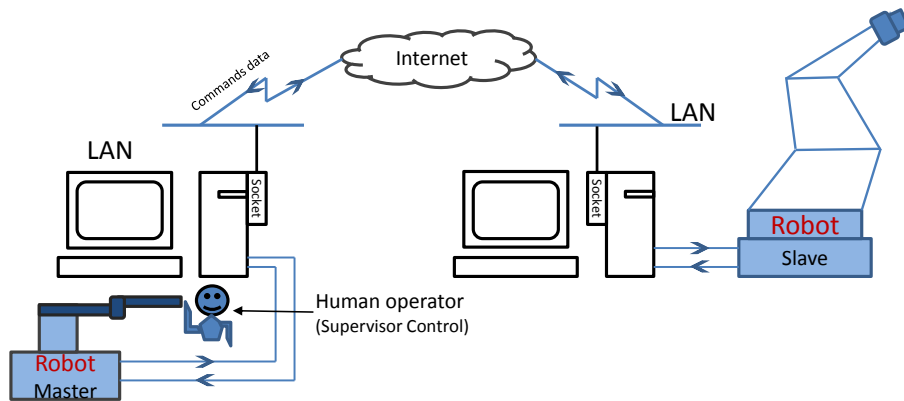 Internet
Commands data
LAN
LAN
Socket
Socket
Robot
Slave
Human operator
(Supervisor Control)
Robot
Master